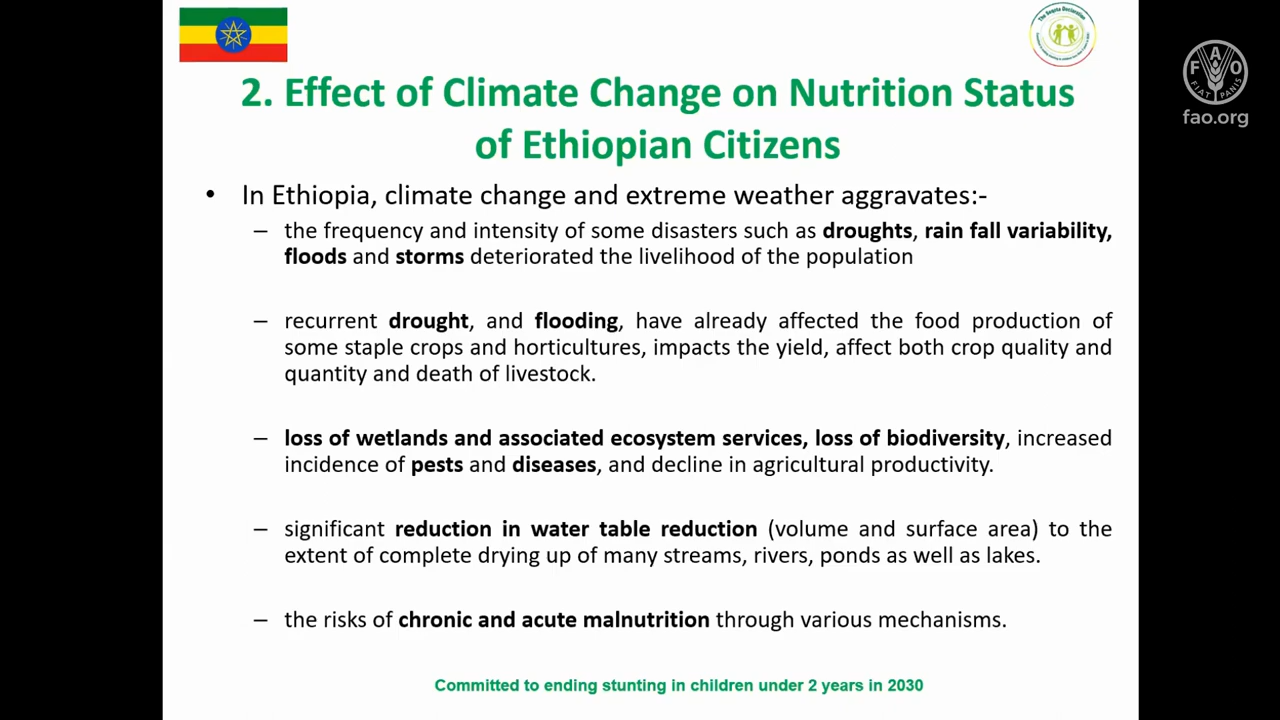 The Seqota Declaration
FAO
FIAT PANIS
fao.org
2. Effect of Climate Change on Nutrition Status
of Ethiopian Citizens
• In Ethiopia, climate change and extreme weather aggravates:-
– the frequency and intensity of some disasters such as droughts, rain fall variability,
floods and storms deteriorated the livelihood of the population
– recurrent drought, and flooding, have already affected the food production of
some staple crops and horticultures, impacts the yield, affect both crop quality and
quantity and death of livestock.
– loss of wetlands and associated ecosystem services, loss of biodiversity, increased
incidence of pests and diseases, and decline in agricultural productivity.
– significant reduction in water table reduction (volume and surface area) to the
extent of complete drying up of many streams, rivers, ponds as well as lakes.
– the risks of chronic and acute malnutrition through various mechanisms.
Committed to ending stunting in children under 2 years in 2030